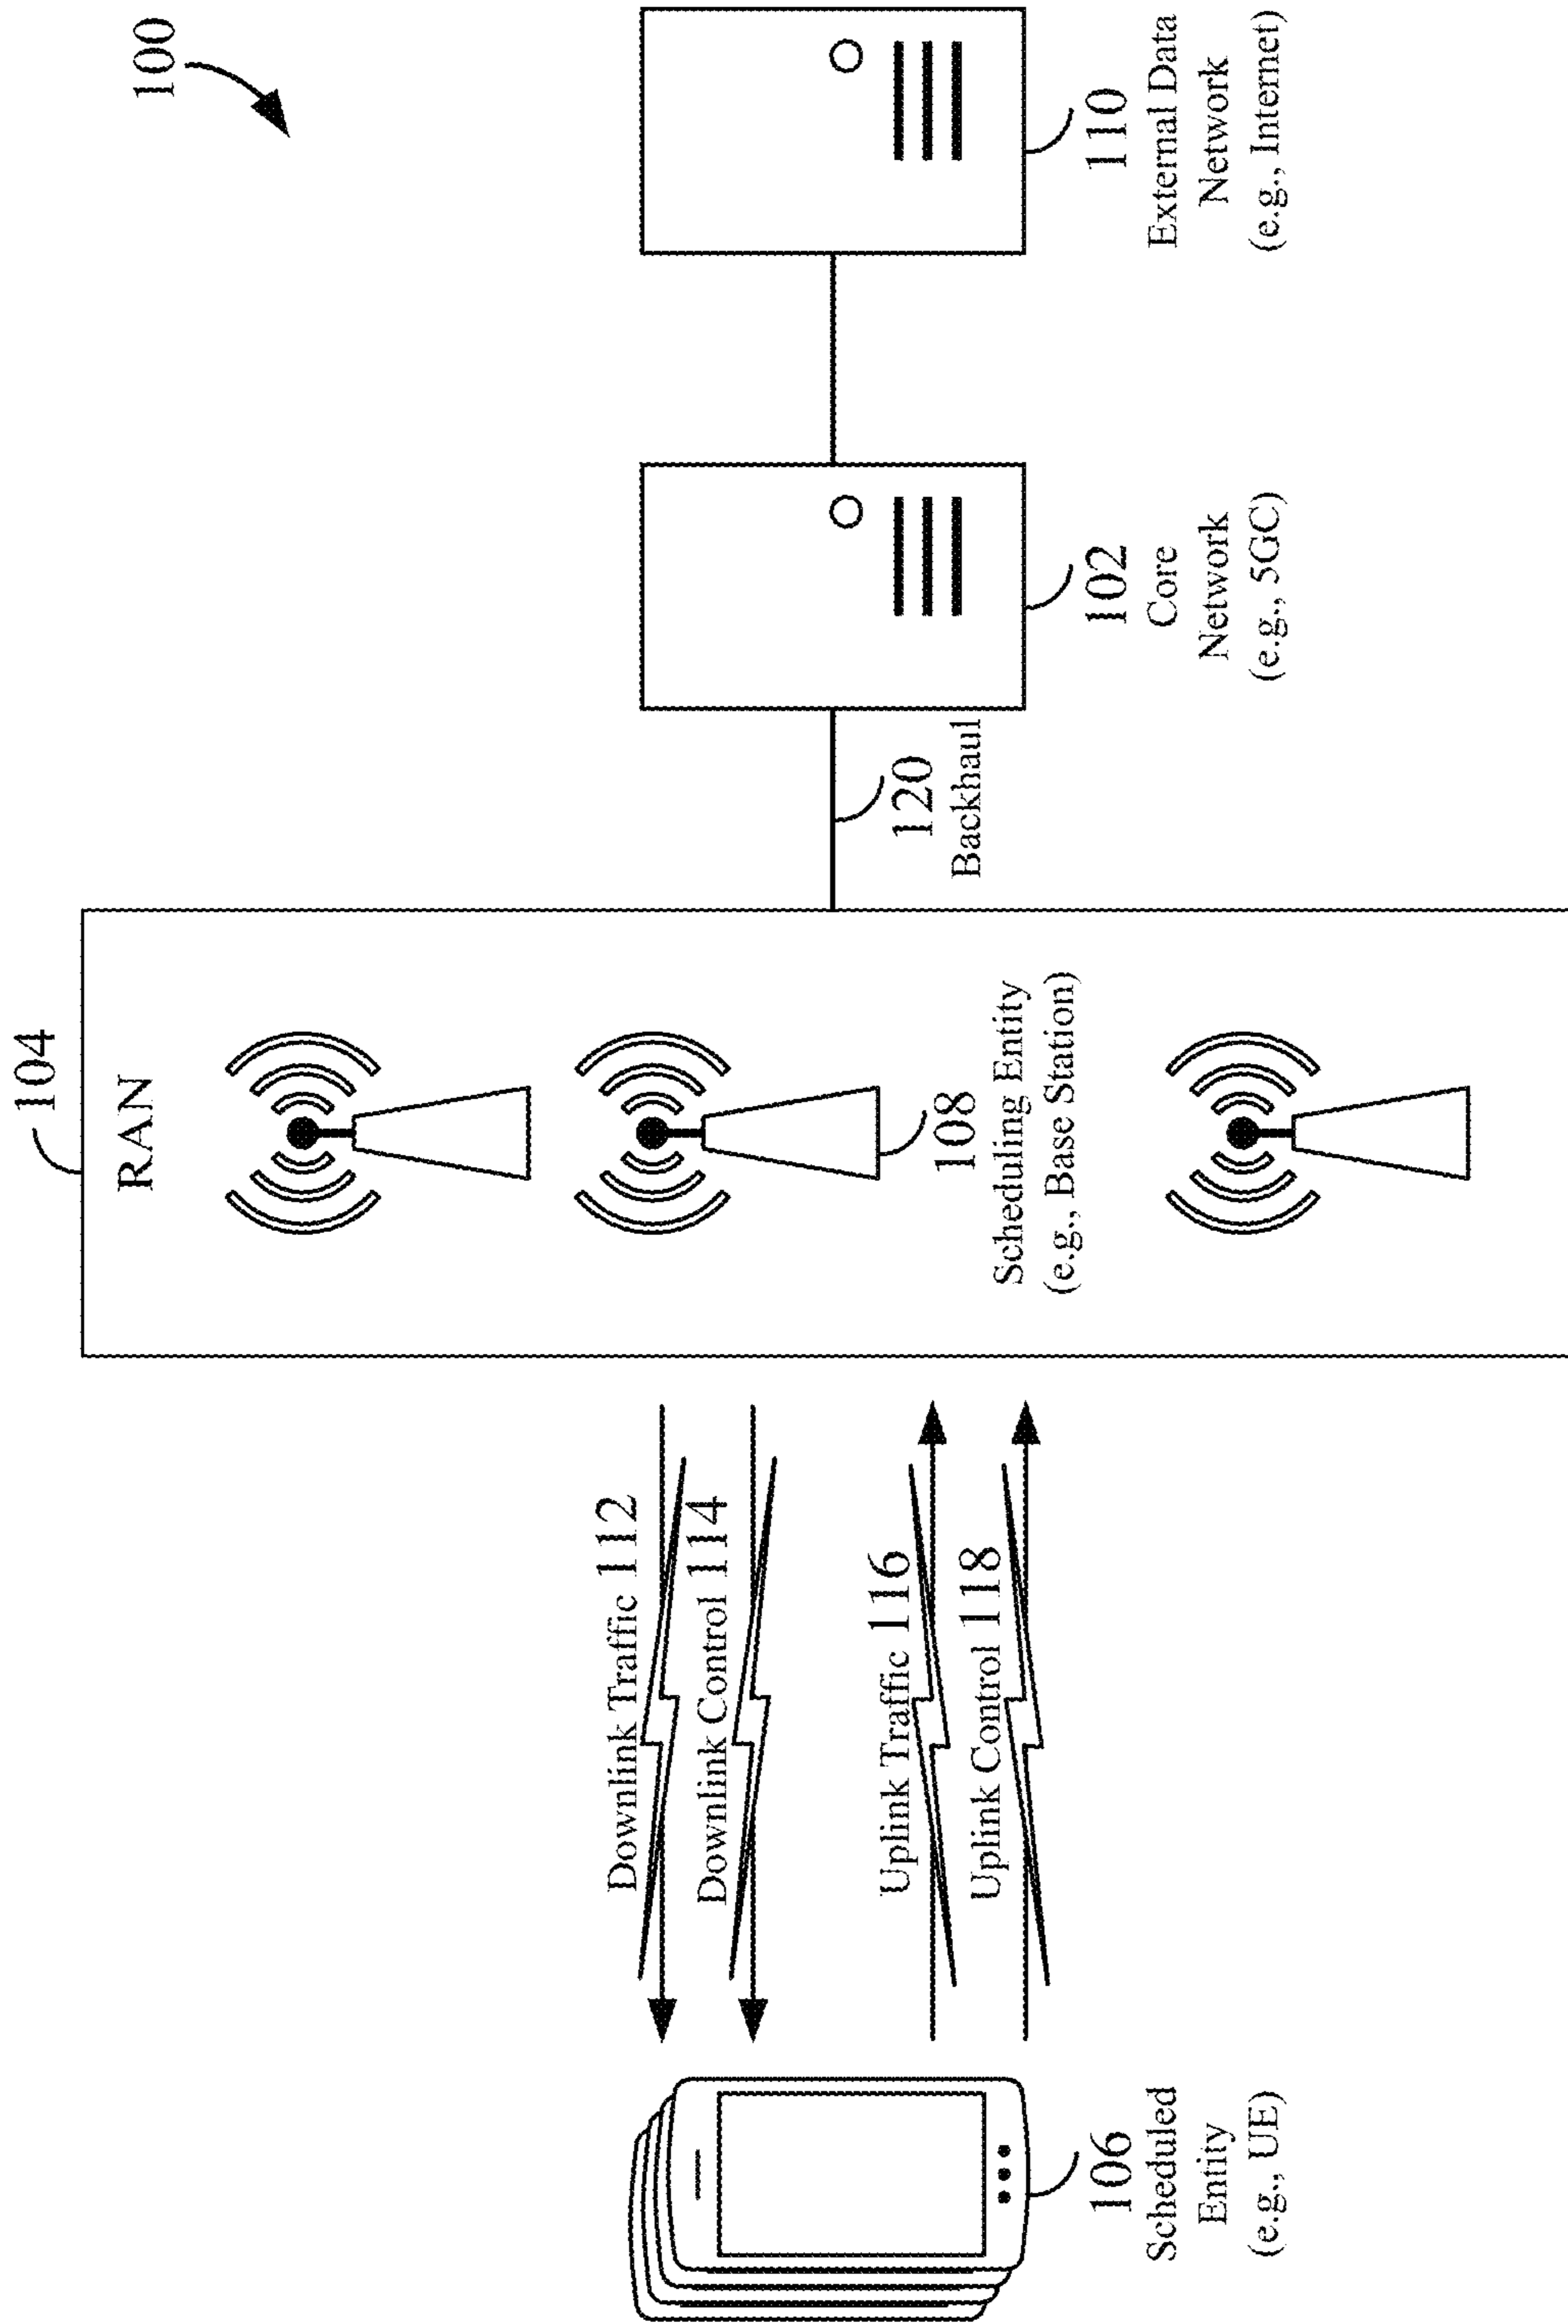 100
104
RAN
108
Scheduling Entity
(e.g., Base Station)
Downlink Traffic 112
Downlink Control 114
Uplink Traffic 116
Uplink Control 118
106
Scheduled
Entity
(e.g., UE)
120
Backhaul
102
Core
Network
(e.g., 5GC)
110
External Data
Network
(e.g., Internet)